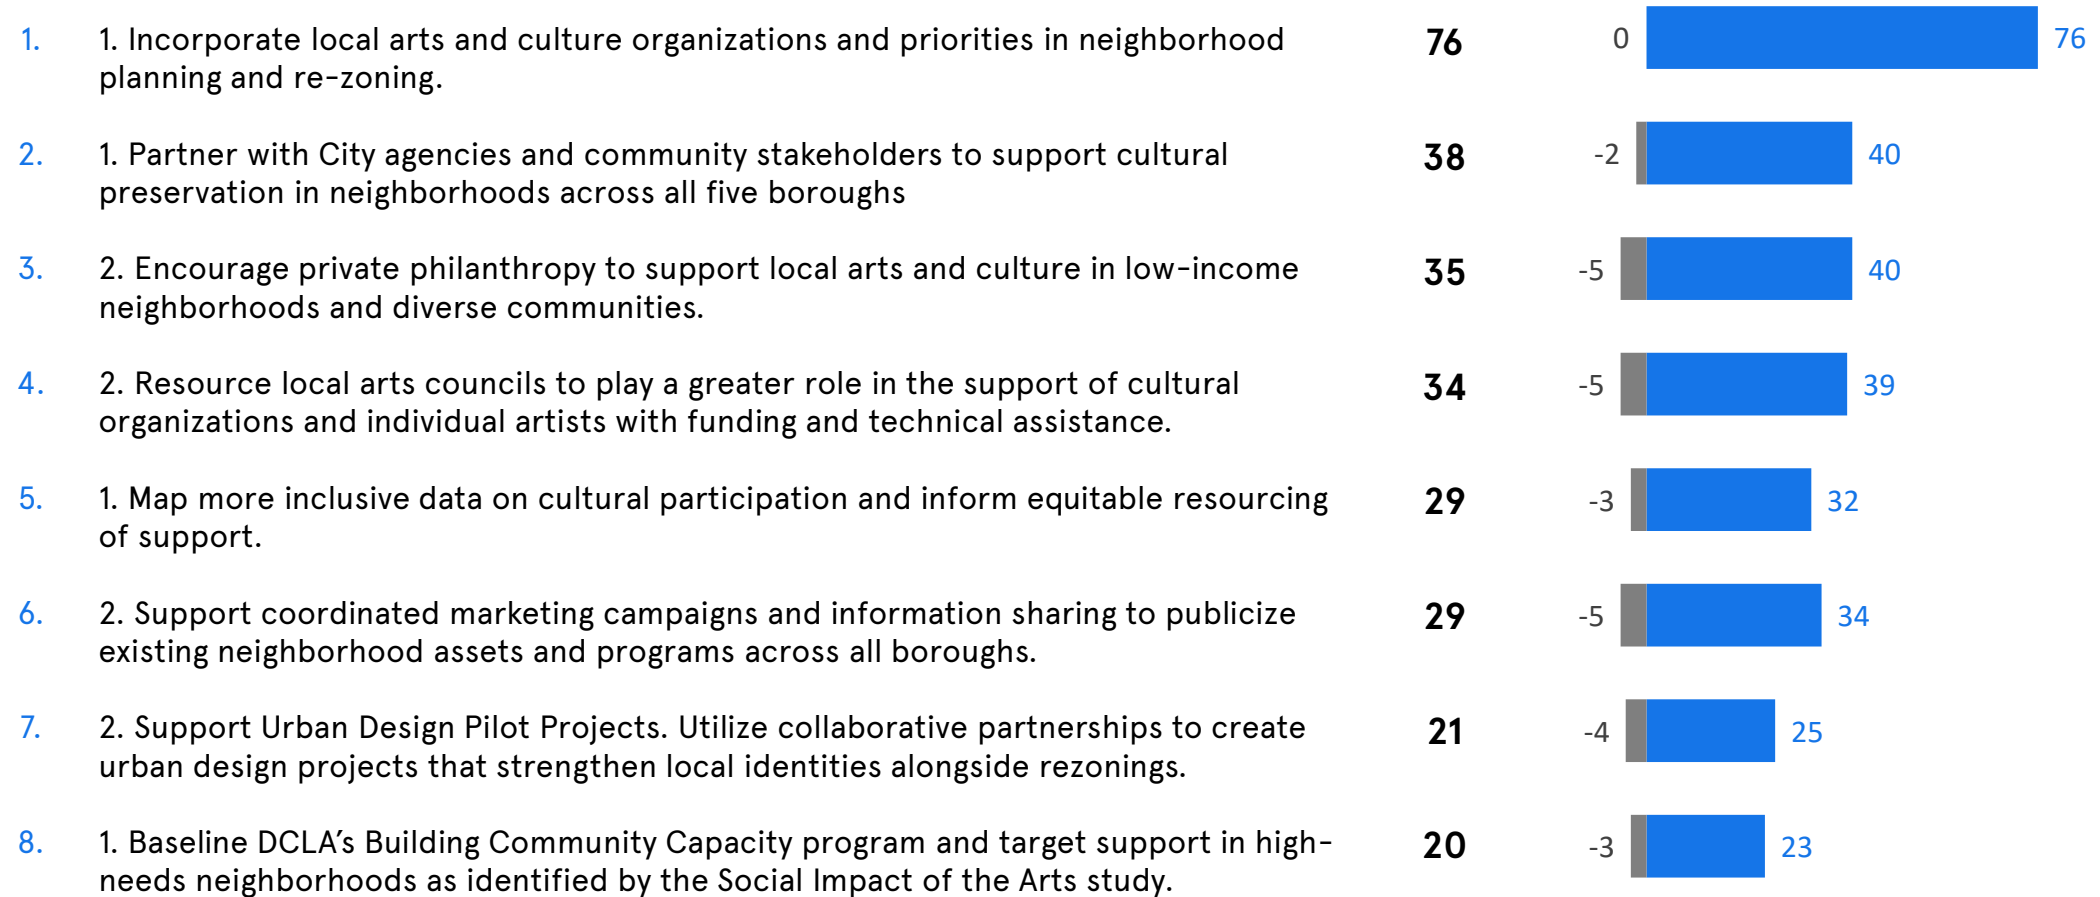 1. 1. Incorporate local arts and culture organizations and priorities in neighborhood 76 0 76
planning and re-zoning.
2. 1. Partner with City agencies and community stakeholders to support cultural 38 -2 40
preservation in neighborhoods across all five boroughs
3. 2. Encourage private philanthropy to support local arts and culture in low-income 35 -5 40
neighborhoods and diverse communities.
4. 2. Resource local arts councils to play a greater role in the support of cultural 34 -5 39
organizations and individual artists with funding and technical assistance.
5. 1. Map more inclusive data on cultural participation and inform equitable resourcing 29 -3 32
of support.
6. 2. Support coordinated marketing campaigns and information sharing to publicize 29 -5 34
existing neighborhood assets and programs across all boroughs.
7. 2. Support Urban Design Pilot Projects. Utilize collaborative partnerships to create 21 -4 25
urban design projects that strengthen local identities alongside rezonings.
8. 1. Baseline DCLA’s Building Community Capacity program and target support in high- 20 -3 23
needs neighborhoods as identified by the Social Impact of the Arts study.